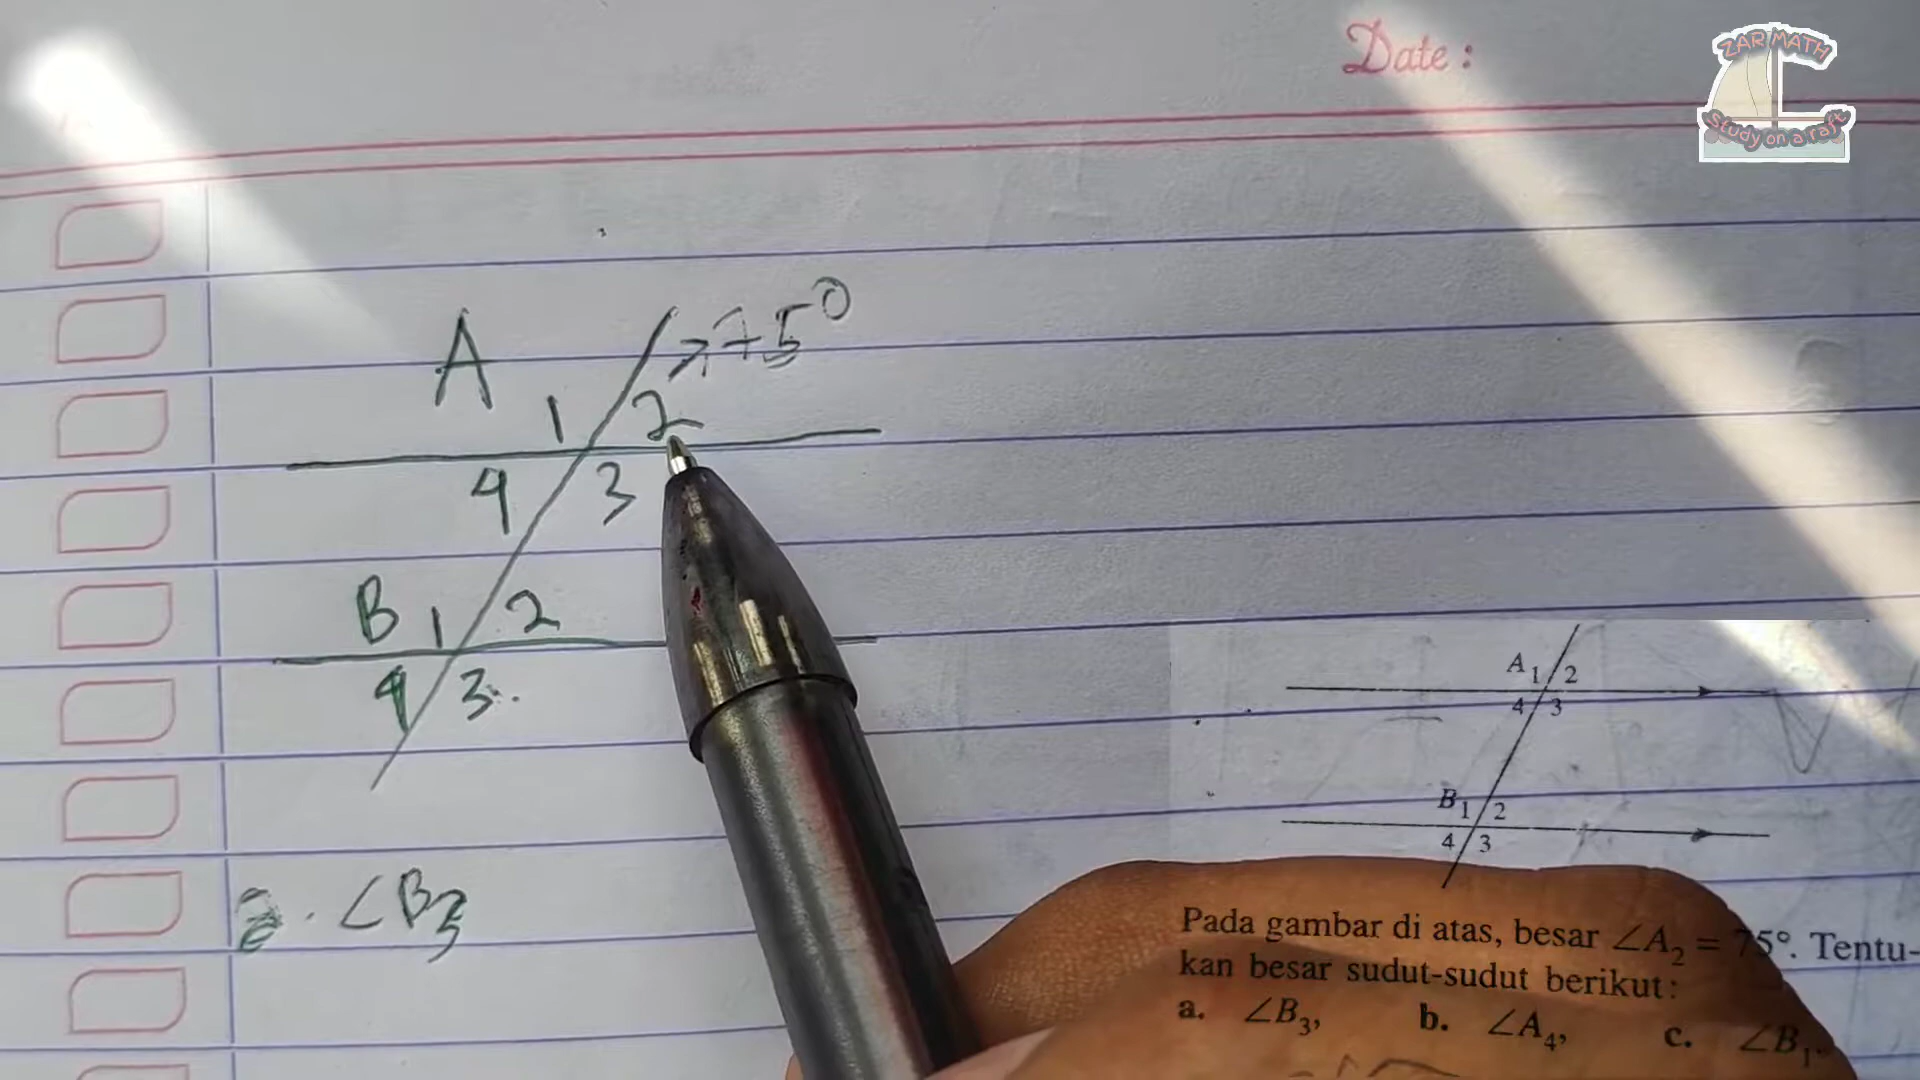 Date :
ZAR MATH
Study on a raft
A
75°
1 2
4 3
B 1 2
4 3
a. ∠B3
A 1 2
4 3
B 1 2
4 3
Pada gambar di atas, besar ∠A₂ = 75°. Tentu-
kan besar sudut-sudut berikut:
a. ∠B₃, b. ∠A₄, c. ∠B₁.